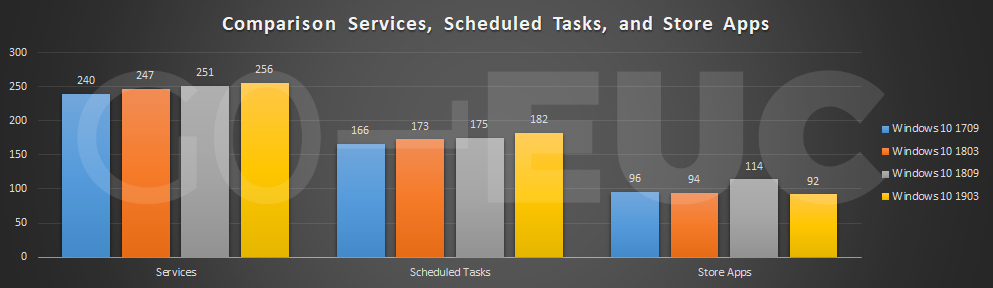 Comparison Services, Scheduled Tasks, and Store Apps
300
250
200
150
100
50
0
240
247
251
256
166
173
175
182
96
94
114
92
Services
Scheduled Tasks
Store Apps
Windows 10 1709
Windows 10 1803
Windows 10 1809
Windows 10 1903
GO-EUC